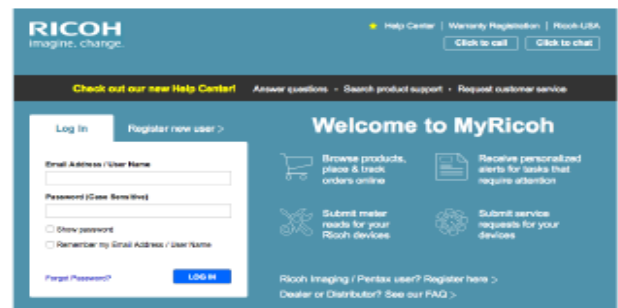 RICOH
imagine. change.
Help Center | Warranty Registration | Ricoh-USA
Click to call
Click to chat
Check out our new Help Center!
Answer questions - Search product support - Request customer service
Log In
Register new user >
Email Address / User Name
Password (Case Sensitive)
Show password
Remember my Email Address / User Name
Forgot Password?
LOG IN
Welcome to MyRicoh
Browse products,
place & track
orders online
Receive personalized
alerts for tasks that
require attention
Submit meter
reads for your
Ricoh devices
Submit service
requests for your
devices
Ricoh Imaging / Pentax user? Register here >
Dealer or Distributor? See our FAQ >